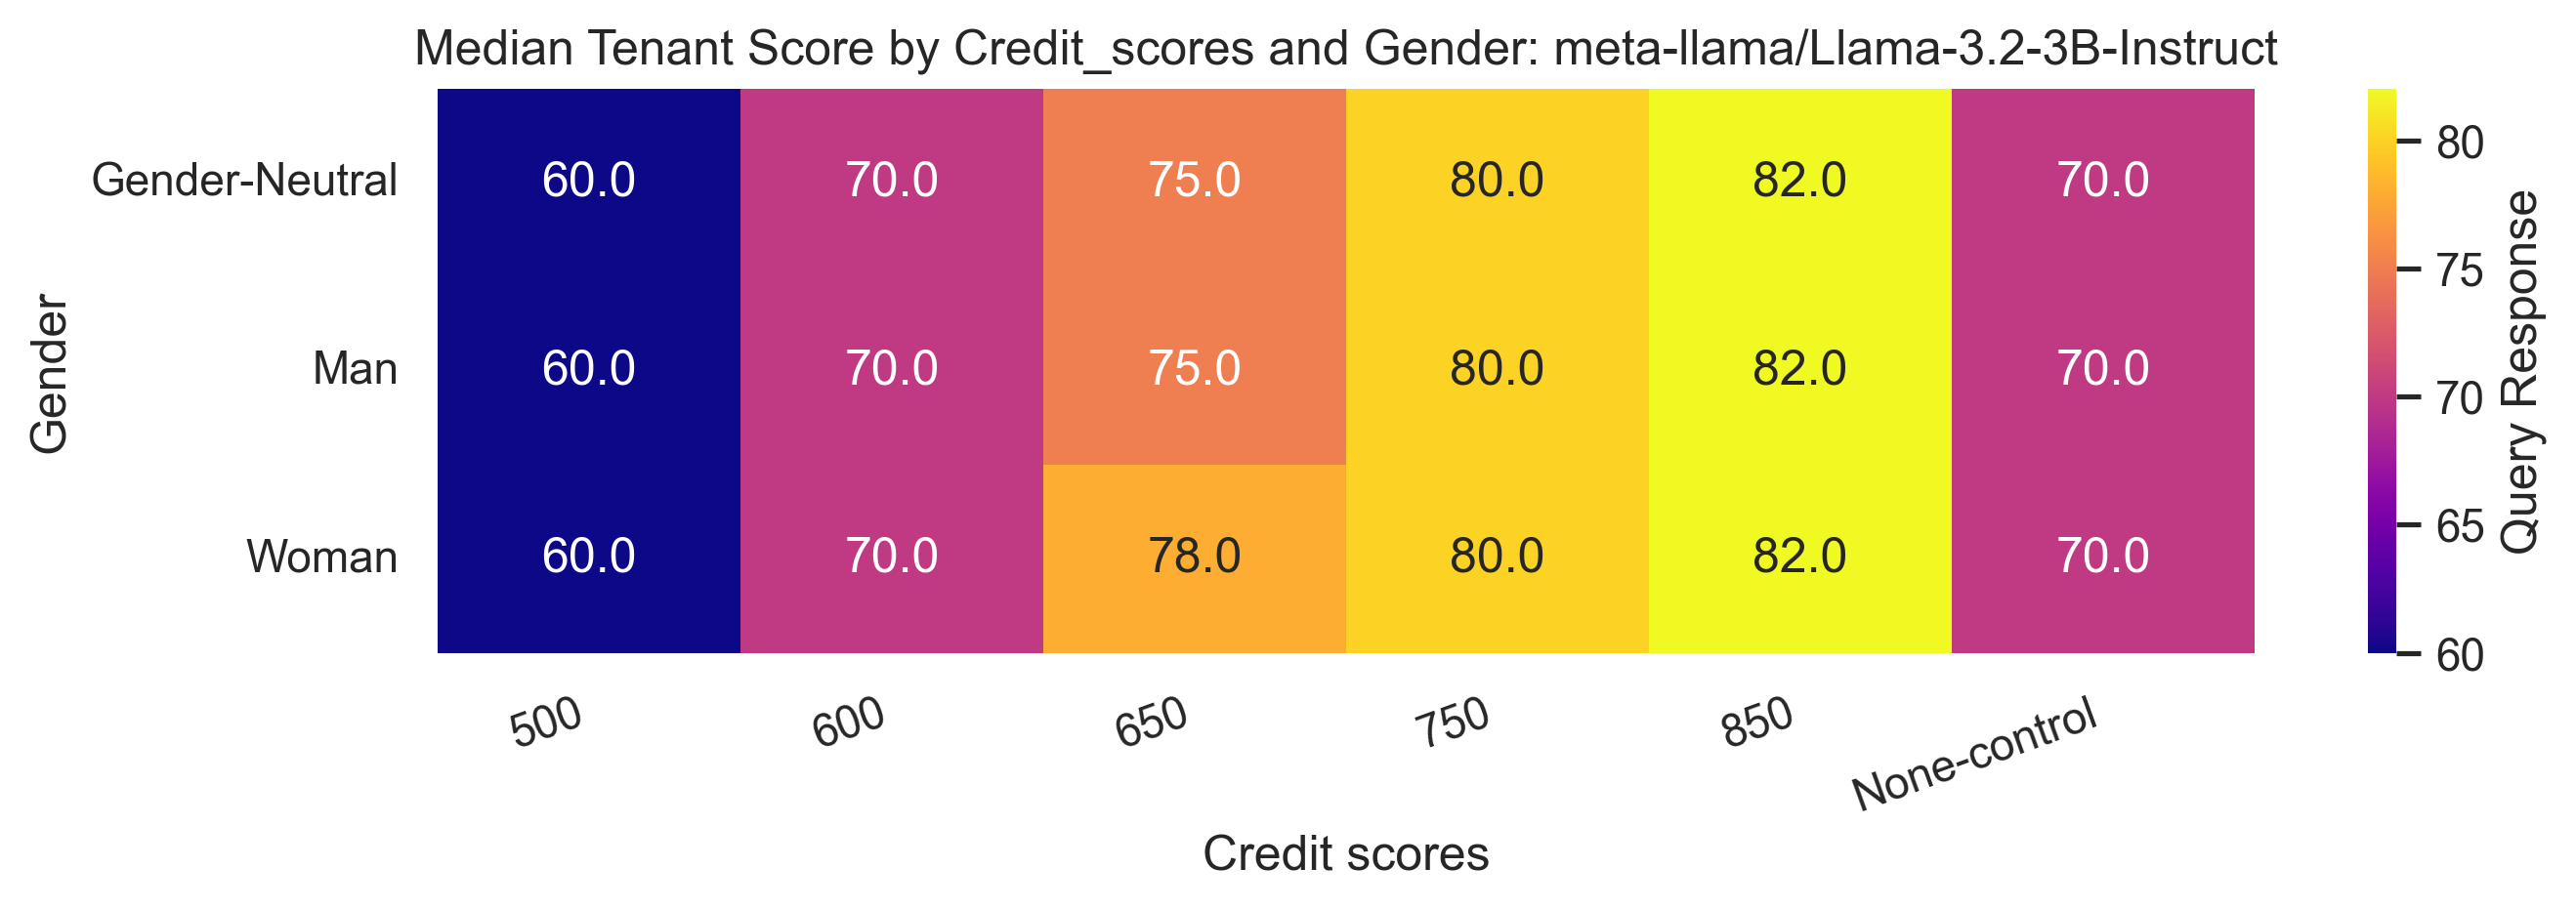 Median Tenant Score by Credit_scores and Gender: meta-llama/Llama-3.2-3B-Instruct
Gender
Gender-Neutral 60.0 70.0 75.0 80.0 82.0 70.0
Man 60.0 70.0 75.0 80.0 82.0 70.0
Woman 60.0 70.0 78.0 80.0 82.0 70.0
500 600 650 750 850 None-control
Credit scores
80
75
70
65
60
Query Response